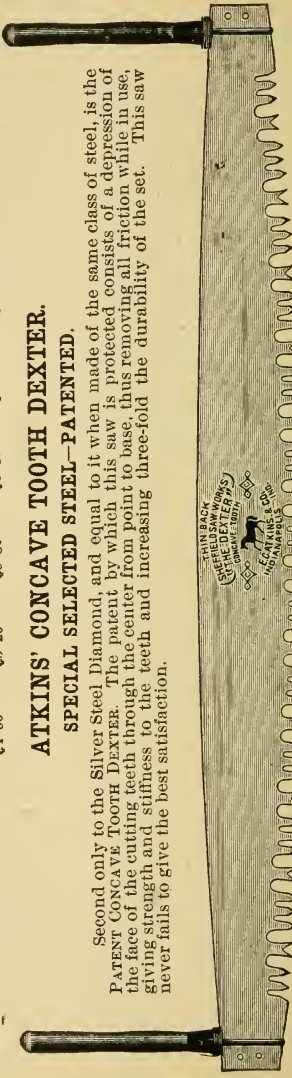 ATKINS' CONCAVE TOOTH DEXTER.
SPECIAL SELECTED STEEL—PATENTED.
Second only to the Silver Steel Diamond, and equal to it when made of the same class of steel, is the
PATENT CONCAVE TOOTH DEXTER. The patent by which this saw is protected consists of a depression of
the face of the cutting teeth through the center from point to base, thus removing all friction while in use,
giving strength and stiffness to the teeth and increasing three-fold the durability of the set. This saw
never fails to give the best satisfaction.
THIN-BACK
SHEFFIELD SAW WORKS
"THE DEXTER"
CONCAVE-TOOTH
E.C. ATKINS & CO.
INDIANAPOLIS IND.